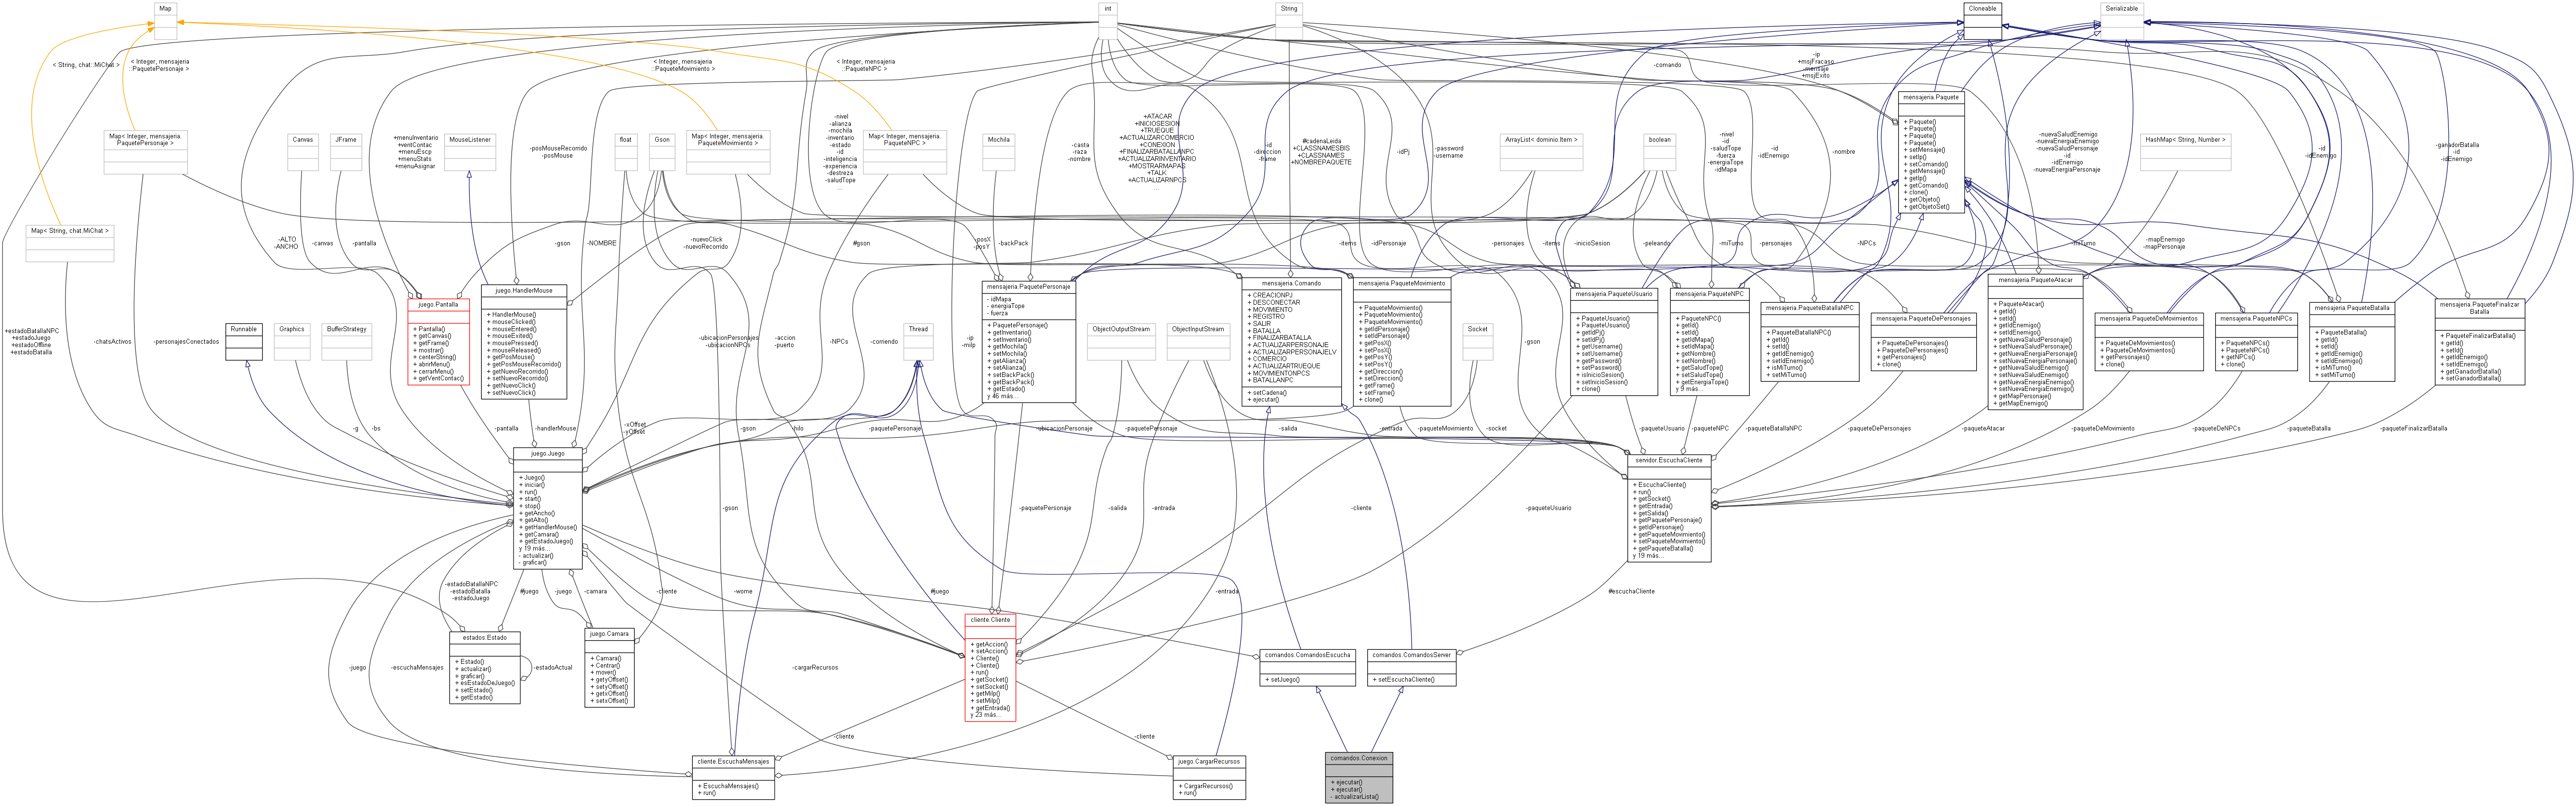 Map
int
String
Cloneable
Serializable
< String, chat::MiChat >
< Integer, mensajeria
::PaquetePersonaje >
< Integer, mensajeria
::PaqueteMovimiento >
< Integer, mensajeria
::PaqueteNPC >
-comando
-ip
+msjFracaso
-mensaje
+msjExito
mensajeria.Paquete
+ Paquete()
+ Paquete()
+ Paquete()
+ Paquete()
+ setMensaje()
+ setIp()
+ setComando()
+ getMensaje()
+ getIp()
+ getComando()
+ clone()
+ getObjeto()
+ getObjetoSet()
Map< Integer, mensajeria.
PaquetePersonaje >
Canvas
JFrame
+menuInventario
+ventContac
+menuEscp
+menuStats
+menuAsignar
MouseListener
-posMouseRecorrido
-posMouse
float
Gson
Map< Integer, mensajeria.
PaqueteMovimiento >
-nivel
-alianza
-mochila
-inventario
-estado
-id
-inteligencia
-experiencia
-destreza
-saludTope
...
Map< Integer, mensajeria.
PaqueteNPC >
Mochila
-casta
-raza
-nombre
+ATACAR
+INICIOSESION
+TRUEQUE
+ACTUALIZARCOMERCIO
+CONEXION
+FINALIZARBATALLANPC
+ACTUALIZARINVENTARIO
+MOSTRARMAPAS
+TALK
+ACTUALIZARNPCS
...
-id
-direccion
-frame
#cadenaLeida
+CLASSNAMESBIS
+CLASSNAMES
+NOMBREPAQUETE
-idPj
-password
-username
ArrayList< dominio.Item >
boolean
-nivel
-id
-saludTope
-fuerza
-energiaTope
-idMapa
-id
-idEnemigo
-nombre
-nuevaSaludEnemigo
-nuevaEnergiaEnemigo
-nuevaSaludPersonaje
-id
-idEnemigo
-nuevaEnergiaPersonaje
HashMap< String, Number >
-id
-idEnemigo
-ganadorBatalla
-id
-idEnemigo
Map< String, chat.MiChat >
-ALTO
-ANCHO
-canvas
-pantalla
-gson
-NOMBRE
-nuevoClick
-nuevoRecorrido
#gson
-posX
-posY
-backPack
-items
-idPersonaje
-personajes
-items
-inicioSesion
-peleando
-miTurno
-personajes
-NPCs
-miTurno
-mapEnemigo
-mapPersonaje
juego.Pantalla
+ Pantalla()
+ getCanvas()
+ getFrame()
+ mostrar()
+ centerString()
+ abrirMenu()
+ cerrarMenu()
+ getVentContac()
juego.HandlerMouse
+ HandlerMouse()
+ mouseClicked()
+ mouseEntered()
+ mouseExited()
+ mousePressed()
+ mouseReleased()
+ getPosMouse()
+ getPosMouseRecorrido()
+ getNuevoRecorrido()
+ setNuevoRecorrido()
+ getNuevoClick()
+ setNuevoClick()
mensajeria.PaquetePersonaje
- idMapa
- energiaTope
- fuerza
+ PaquetePersonaje()
+ getInventario()
+ setInventario()
+ getMochila()
+ setMochila()
+ getAlianza()
+ setAlianza()
+ setBackPack()
+ getBackPack()
+ getEstado()
y 46 más...
mensajeria.Comando
+ CREACIONPJ
+ DESCONECTAR
+ MOVIMIENTO
+ REGISTRO
+ SALIR
+ BATALLA
+ FINALIZARBATALLA
+ ACTUALIZARPERSONAJE
+ ACTUALIZARPERSONAJELV
+ COMERCIO
+ ACTUALIZARTRUEQUE
+ MOVIMIENTONPCS
+ BATALLANPC
+ setCadena()
+ ejecutar()
mensajeria.PaqueteMovimiento
+ PaqueteMovimiento()
+ PaqueteMovimiento()
+ PaqueteMovimiento()
+ getIdPersonaje()
+ setIdPersonaje()
+ getPosX()
+ setPosX()
+ getPosY()
+ setPosY()
+ getDireccion()
+ setDireccion()
+ getFrame()
+ setFrame()
+ clone()
mensajeria.PaqueteUsuario
+ PaqueteUsuario()
+ PaqueteUsuario()
+ getIdPj()
+ setIdPj()
+ getUsername()
+ setUsername()
+ getPassword()
+ setPassword()
+ isInicioSesion()
+ setInicioSesion()
+ clone()
mensajeria.PaqueteNPC
+ PaqueteNPC()
+ getId()
+ setId()
+ getIdMapa()
+ setIdMapa()
+ getNombre()
+ setNombre()
+ getSaludTope()
+ setSaludTope()
+ getEnergiaTope()
y 9 más...
mensajeria.PaqueteBatallaNPC
+ PaqueteBatallaNPC()
+ getId()
+ setId()
+ getIdEnemigo()
+ setIdEnemigo()
+ isMiTurno()
+ setMiTurno()
mensajeria.PaqueteDePersonajes
+ PaqueteDePersonajes()
+ PaqueteDePersonajes()
+ getPersonajes()
+ clone()
mensajeria.PaqueteAtacar
+ PaqueteAtacar()
+ getId()
+ setId()
+ getIdEnemigo()
+ setIdEnemigo()
+ getNuevaSaludPersonaje()
+ setNuevaSaludPersonaje()
+ getNuevaEnergiaPersonaje()
+ setNuevaEnergiaPersonaje()
+ getNuevaSaludEnemigo()
+ setNuevaSaludEnemigo()
+ getNuevaEnergiaEnemigo()
+ setNuevaEnergiaEnemigo()
+ getMapPersonaje()
+ getMapEnemigo()
mensajeria.PaqueteDeMovimientos
+ PaqueteDeMovimientos()
+ PaqueteDeMovimientos()
+ getPersonajes()
+ clone()
mensajeria.PaqueteNPCs
+ PaqueteNPCs()
+ PaqueteNPCs()
+ getNPCs()
+ clone()
mensajeria.PaqueteBatalla
+ PaqueteBatalla()
+ getId()
+ setId()
+ getIdEnemigo()
+ setIdEnemigo()
+ isMiTurno()
+ setMiTurno()
mensajeria.PaqueteFinalizar
Batalla
+ PaqueteFinalizarBatalla()
+ getId()
+ setId()
+ getIdEnemigo()
+ setIdEnemigo()
+ getGanadorBatalla()
+ setGanadorBatalla()
+estadoBatallaNPC
+estadoJuego
+estadoOffline
+estadoBatalla
-chatsActivos
-personajesConectados
Runnable
Graphics
BufferStrategy
-ubicacionPersonajes
-ubicacionNPCs
-accion
-puerto
-NPCs
-corriendo
Thread
-ip
-milp
ObjectOutputStream
ObjectInputStream
Socket
-gson
-g
-bs
-pantalla
-handlerMouse
-xOffset
-yOffset
-gson
-hilo
-paquetePersonaje
-ubicacionPersonaje
-paquetePersonaje
-salida
-entrada
-paqueteMovimiento
-socket
-paqueteUsuario
-paqueteNPC
-paqueteBatallaNPC
-paqueteDePersonajes
-paqueteAtacar
-paqueteDeMovimiento
-paqueteDeNPCs
-paqueteBatalla
-paqueteFinalizarBatalla
juego.Juego
+ Juego()
+ iniciar()
+ run()
+ start()
+ stop()
+ getAncho()
+ getAlto()
+ getHandlerMouse()
+ getCamara()
+ getEstadoJuego()
y 19 más...
- actualizar()
- graficar()
servidor.EscuchaCliente
+ EscuchaCliente()
+ run()
+ getSocket()
+ getEntrada()
+ getSalida()
+ getPaquetePersonaje()
+ getIdPersonaje()
+ getPaqueteMovimiento()
+ setPaqueteMovimiento()
+ getPaqueteBatalla()
y 19 más...
-gson
-paquetePersonaje
-salida
-entrada
-cliente
-paqueteUsuario
-estadoBatallaNPC
-estadoBatalla
-estadoJuego
#juego
-juego
-camara
-cliente
-wome
#juego
-entrada
#escuchaCliente
estados.Estado
+ Estado()
+ actualizar()
+ graficar()
+ esEstadoDeJuego()
+ setEstado()
+ getEstado()
-estadoActual
juego.Camara
+ Camara()
+ Centrar()
+ mover()
+ getyOffset()
+ setyOffset()
+ getxOffset()
+ setxOffset()
cliente.Cliente
+ getAccion()
+ setAccion()
+ Cliente()
+ Cliente()
+ run()
+ getSocket()
+ setSocket()
+ getMilp()
+ setMilp()
+ getEntrada()
y 23 más...
comandos.ComandosEscucha
+ setJuego()
comandos.ComandosServer
+ setEscuchaCliente()
-juego
-escuchaMensajes
-cargarRecursos
-cliente
-cliente
cliente.EscuchaMensajes
+ EscuchaMensajes()
+ run()
juego.CargarRecursos
+ CargarRecursos()
+ run()
comandos.Conexion
+ ejecutar()
+ ejecutar()
- actualizarLista()